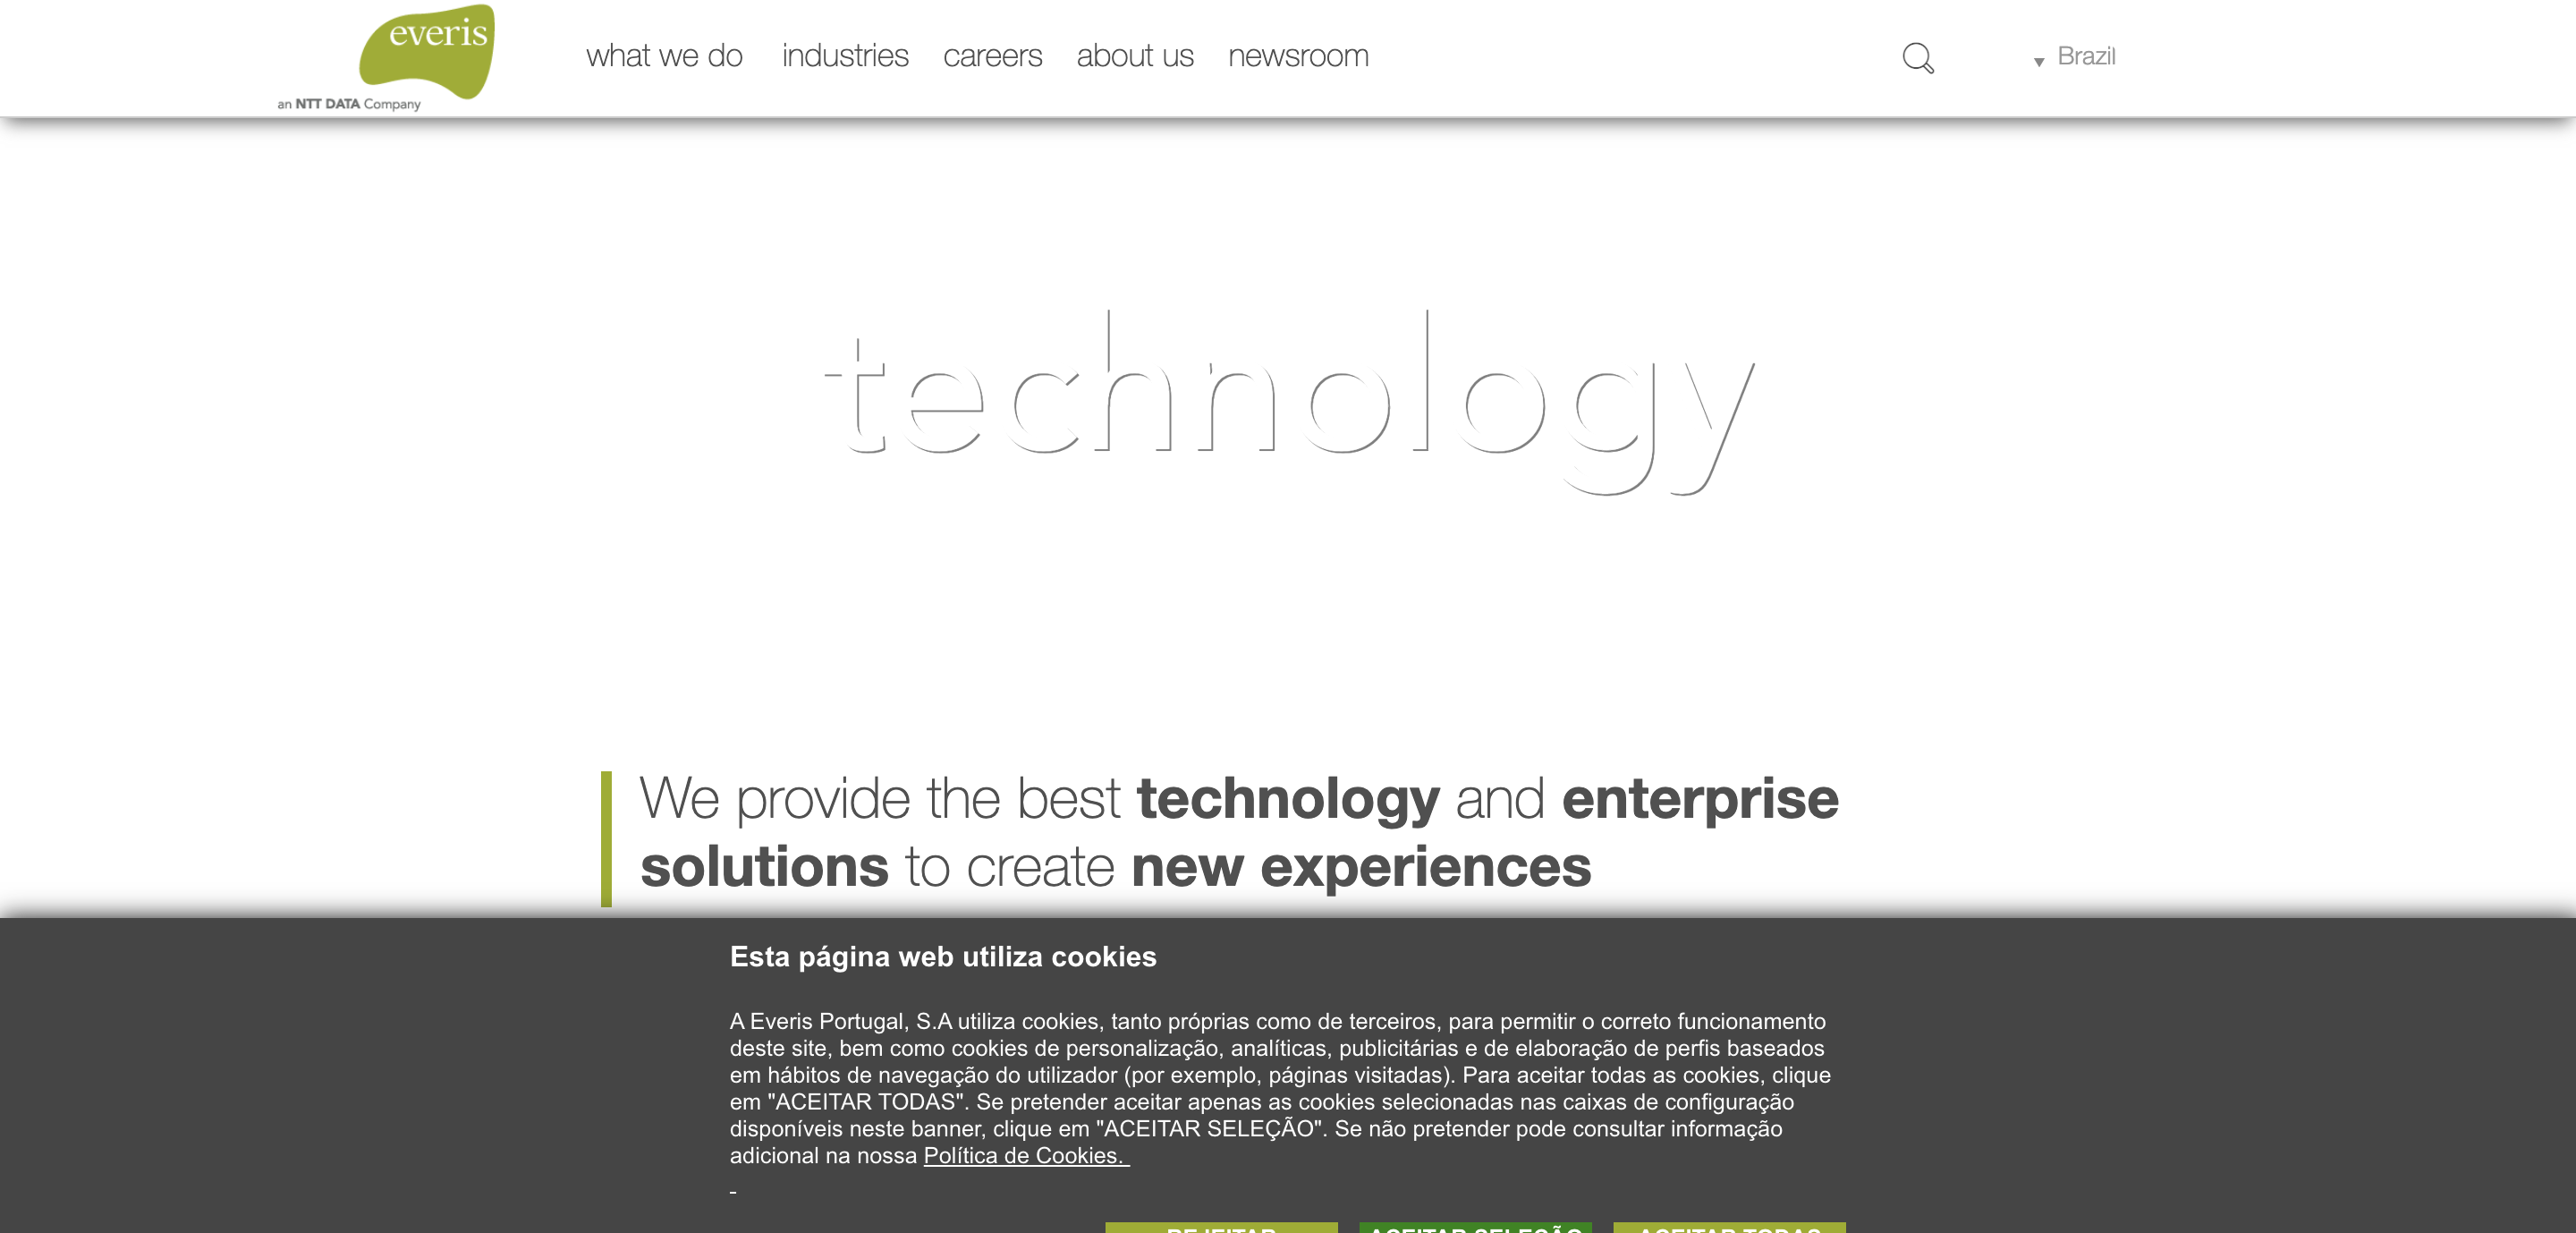 everis
an NTT DATA Company
what we do industries careers about us newsroom
Brazil
technology
We provide the best technology and enterprise
solutions to create new experiences
Esta página web utiliza cookies
A Everis Portugal, S.A utiliza cookies, tanto próprias como de terceiros, para permitir o correto funcionamento
deste site, bem como cookies de personalização, analíticas, publicitárias e de elaboração de perfis baseados
em hábitos de navegação do utilizador (por exemplo, páginas visitadas). Para aceitar todas as cookies, clique
em "ACEITAR TODAS". Se pretender aceitar apenas as cookies selecionadas nas caixas de configuração
disponíveis neste banner, clique em "ACEITAR SELEÇÃO". Se não pretender pode consultar informação
adicional na nossa Política de Cookies.
REJEITAR ACEITAR SELEÇÃO ACEITAR TODAS